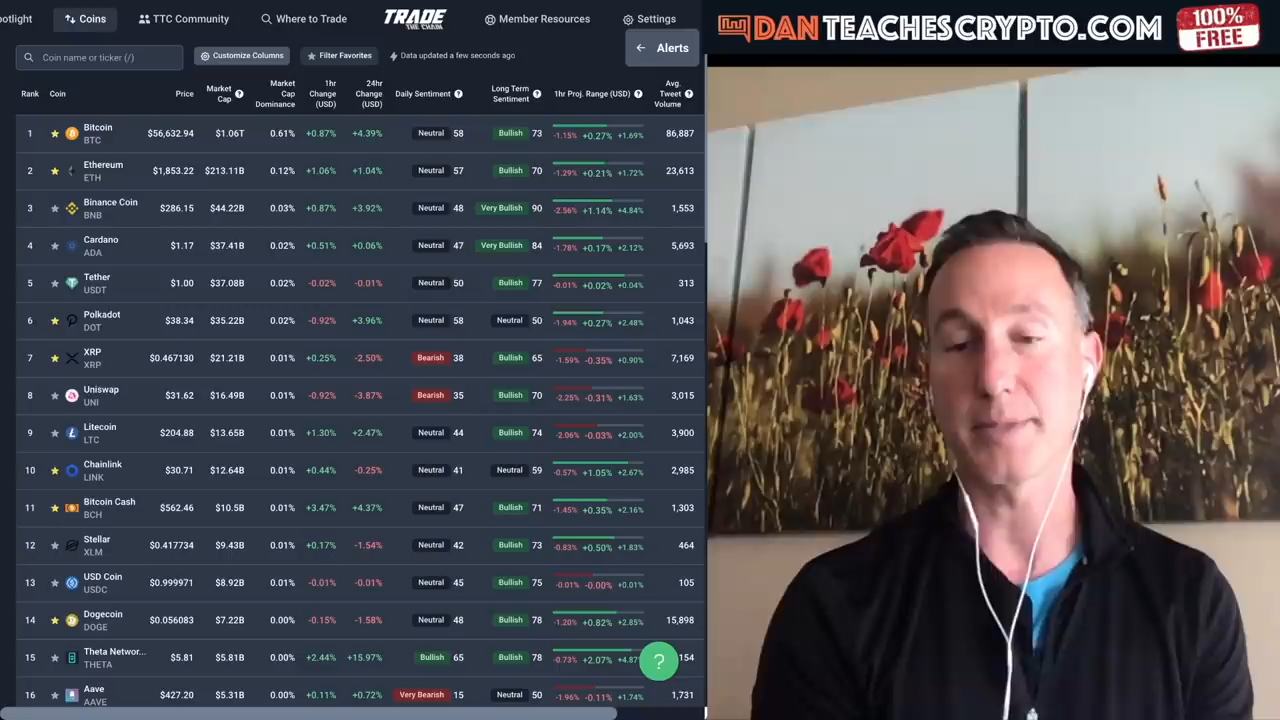 otlight Coins TTC Community Where to Trade TRADE THE CHAIN Member Resources Settings
DANTEACHESCRYPTO.COM 100% FREE
Coin name or ticker (/) Customize Columns Filter Favorites Data updated a few seconds ago Alerts
Rank Coin Price Market Cap Market Cap Dominance 1hr Change (USD) 24hr Change (USD) Daily Sentiment Long Term Sentiment 1hr Proj. Range (USD) Avg. Tweet Volume
1 Bitcoin BTC $56,632.94 $1.06T 0.61% +0.87% +4.39% Neutral 58 Bullish 73 -1.15% +0.27% +1.69% 86,887
2 Ethereum ETH $1,853.22 $213.11B 0.12% +1.06% +1.04% Neutral 57 Bullish 70 -1.29% +0.21% +1.72% 23,613
3 Binance Coin BNB $286.15 $44.22B 0.03% +0.87% +3.92% Neutral 48 Very Bullish 90 -2.56% +1.14% +4.84% 1,553
4 Cardano ADA $1.17 $37.41B 0.02% +0.51% +0.06% Neutral 47 Very Bullish 84 -1.78% +0.17% +2.12% 5,693
5 Tether USDT $1.00 $37.08B 0.02% -0.02% -0.01% Neutral 50 Bullish 77 -0.01% +0.02% +0.04% 313
6 Polkadot DOT $38.34 $35.22B 0.02% -0.92% +3.96% Neutral 58 Neutral 50 -1.94% +0.27% +2.48% 1,043
7 XRP XRP $0.467130 $21.21B 0.01% +0.25% -2.50% Bearish 38 Bullish 65 -1.59% -0.35% +0.90% 7,169
8 Uniswap UNI $31.62 $16.49B 0.01% -0.92% -3.87% Bearish 35 Bullish 70 -2.25% -0.31% +1.63% 3,015
9 Litecoin LTC $204.88 $13.65B 0.01% +1.30% +2.47% Neutral 44 Bullish 74 -2.06% -0.03% +2.00% 3,900
10 Chainlink LINK $30.71 $12.64B 0.01% +0.44% -0.25% Neutral 41 Neutral 59 -0.57% +1.05% +2.67% 2,985
11 Bitcoin Cash BCH $562.46 $10.5B 0.01% +3.47% +4.37% Neutral 47 Bullish 71 -1.45% +0.35% +2.16% 1,303
12 Stellar XLM $0.417734 $9.43B 0.01% +0.17% -1.54% Neutral 42 Bullish 73 -0.83% +0.50% +1.83% 464
13 USD Coin USDC $0.999971 $8.92B 0.01% -0.01% -0.01% Neutral 45 Bullish 75 -0.01% -0.00% +0.01% 105
14 Dogecoin DOGE $0.056083 $7.22B 0.00% -0.15% -1.58% Neutral 48 Bullish 78 -1.20% +0.82% +2.85% 15,898
15 Theta Networ... THETA $5.81 $5.81B 0.00% +2.44% +15.97% Bullish 65 Bullish 78 -0.73% +2.07% +4.87 ? 154
16 Aave AAVE $427.20 $5.31B 0.00% +0.11% +0.72% Very Bearish 15 Neutral 50 -1.96% -0.11% +1.74% 1,731